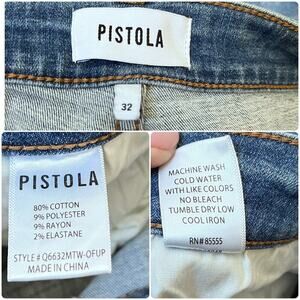 PISTOLA
32
PISTOLA
80% COTTON
9% POLYESTER
9% RAYON
2% ELASTANE
STYLE # Q6632MTW-OFUP
MADE IN CHINA
MACHINE WASH
COLD WATER
WITH LIKE COLORS
NO BLEACH
TUMBLE DRY LOW
COOL IRON
RN# 85555